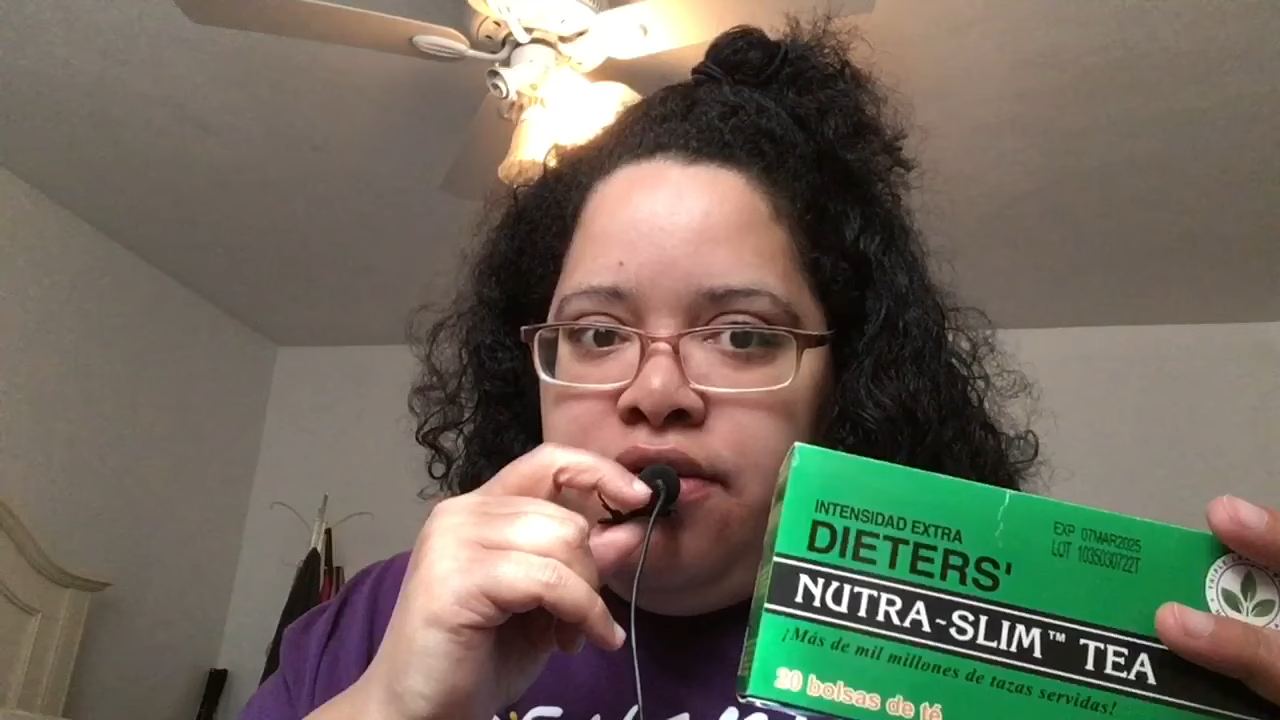 INTENSIDAD EXTRA
DIETERS'
EXP 07MAR2025
LOT 1035030722T
NUTRA-SLIM™ TEA
¡Más de mil millones de tazas servidas!
20 bolsas de té